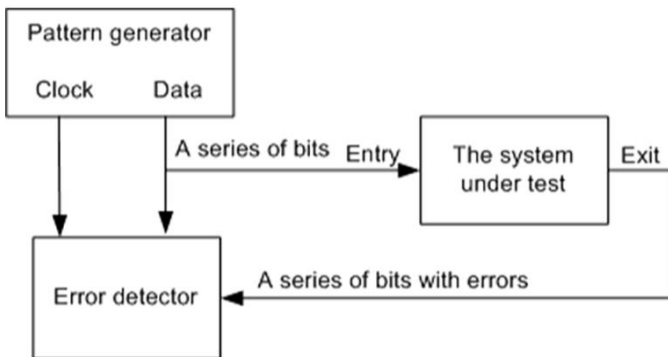 Pattern generator
Clock Data
A series of bits Entry
The system
under test
Exit
A series of bits with errors
Error detector